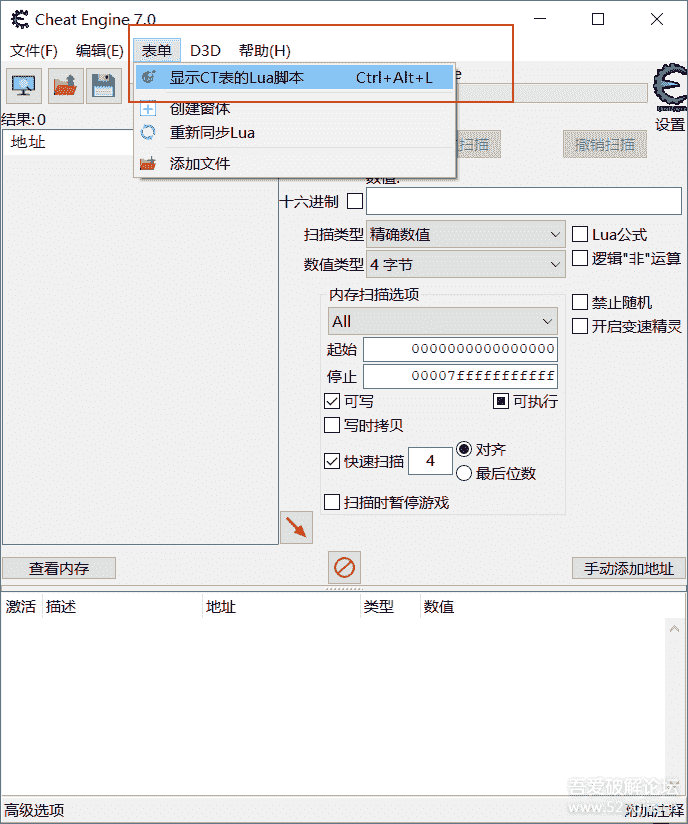 Cheat Engine 7.0
文件(F) 编辑(E) 表单 D3D 帮助(H)
显示CT表的Lua脚本 Ctrl+Alt+L
创建窗体
重新同步Lua
添加文件
设置
结果:0
地址
扫描 撤销扫描
数值:
十六进制
扫描类型 精确数值 Lua公式
数值类型 4 字节 逻辑"非"运算
内存扫描选项
All 禁止随机
开启变速精灵
起始 0000000000000000
停止 00007fffffffffff
可写 可执行
写时拷贝
快速扫描 4 对齐
最后位数
扫描时暂停游戏
查看内存 手动添加地址
激活 描述 地址 类型 数值
吾爱破解论坛
高级选项 附加注释